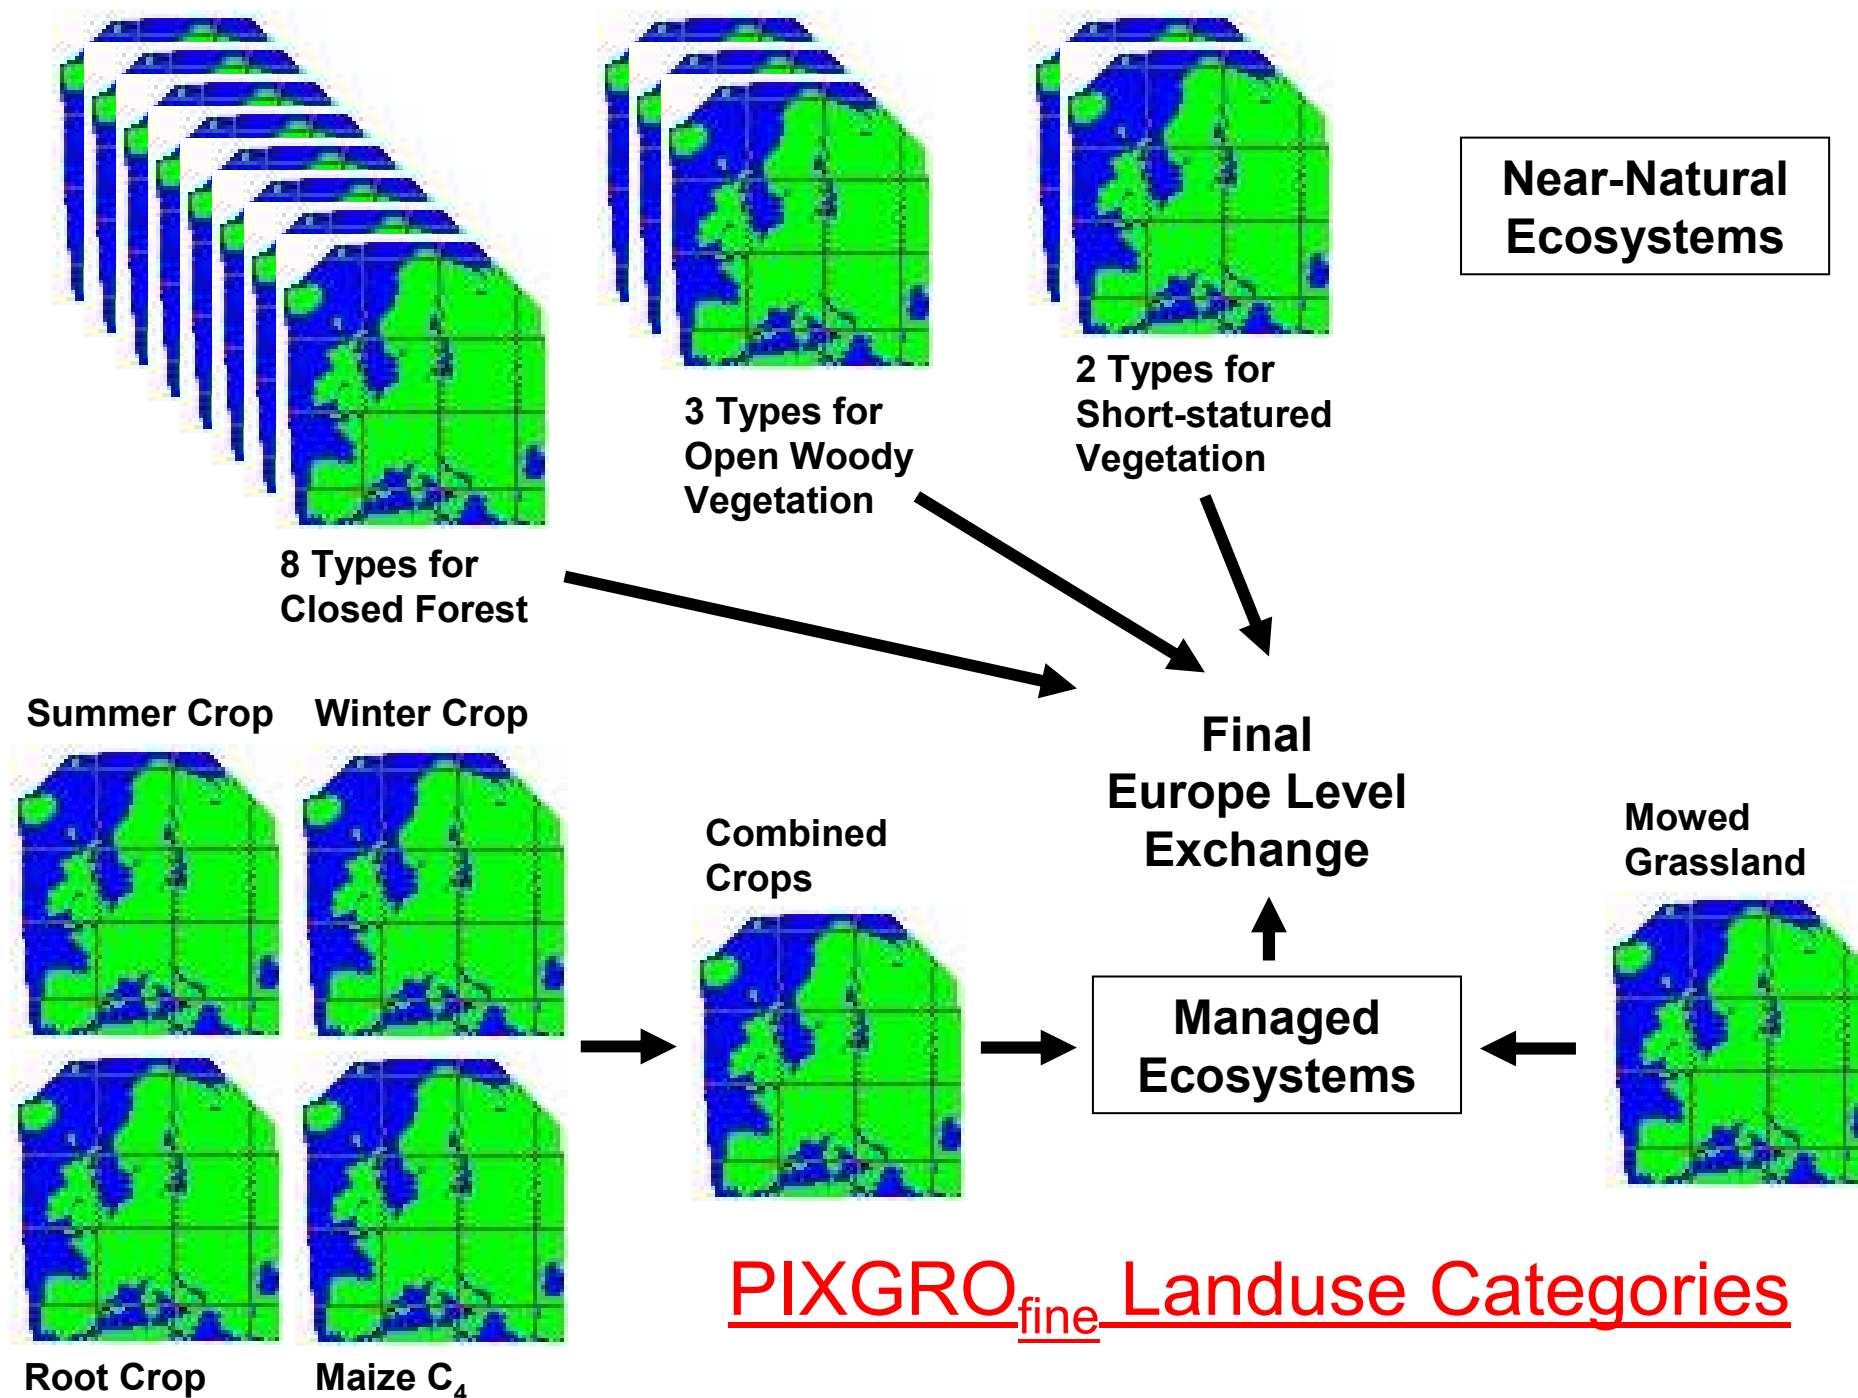 Near-Natural
Ecosystems
2 Types for
Short-statured
Vegetation
3 Types for
Open Woody
Vegetation
8 Types for
Closed Forest
Summer Crop
Winter Crop
Final
Europe Level
Exchange
Combined
Crops
Mowed
Grassland
Managed
Ecosystems
PIXGRO_fine Landuse Categories
Root Crop
Maize C₄